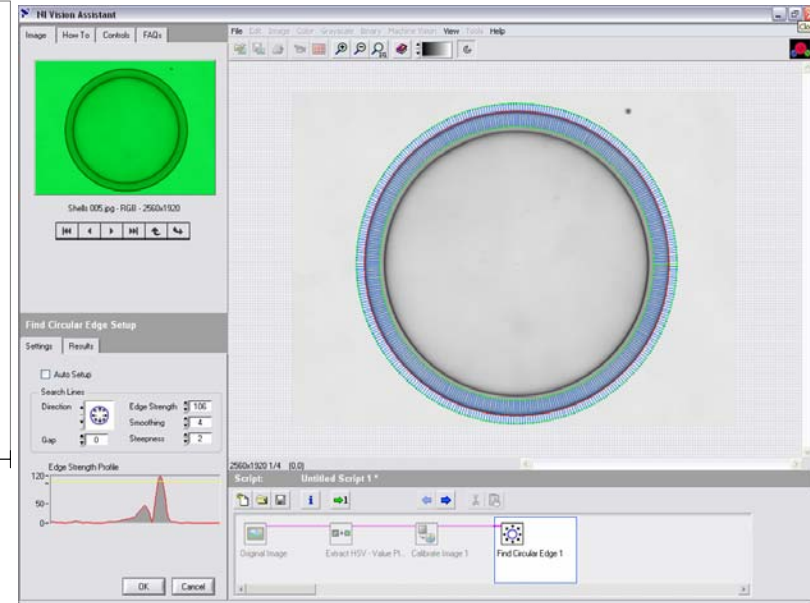 NI Vision Assistant
Image How To Controls FAQs
File Edit Image Color Grayscale Binary Machine Vision View Tools Help
Shells 005.jpg - RGB - 2560x1920
Find Circular Edge Setup
Settings Results
Auto Setup
Search Lines
Direction Edge Strength 106
Smoothing 4
Gap 0 Steepness 2
Edge Strength Profile
120-
50-
0-
OK Cancel
2560x1920 1/4 (0,0)
Script: Untitled Script 1 *
Original Image Extract HSV - Value Pl... Calibrate Image 1 Find Circular Edge 1